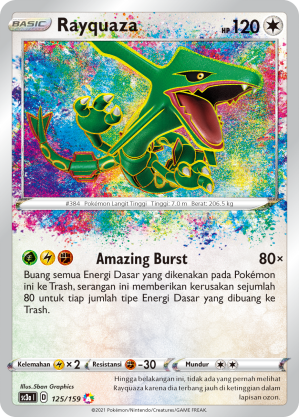 BASIC Rayquaza HP 120
#384 Pokémon Langit Tinggi Tinggi: 7.0 m Berat: 206.5 kg
Amazing Burst 80×
Buang semua Energi Dasar yang dikenakan pada Pokémon
ini ke Trash, serangan ini memberikan kerusakan sejumlah
80 untuk tiap jumlah tipe Energi Dasar yang dibuang ke
Trash.
Kelemahan ×2 Resistansi -30 Mundur
Illus. 5ban Graphics
sc3a I D 125/159
Hingga belakangan ini, tidak ada yang pernah melihat
Rayquaza karena dia terbang jauh di ketinggian dalam
lapisan ozon.
©2021 Pokémon/Nintendo/Creatures/GAME FREAK.